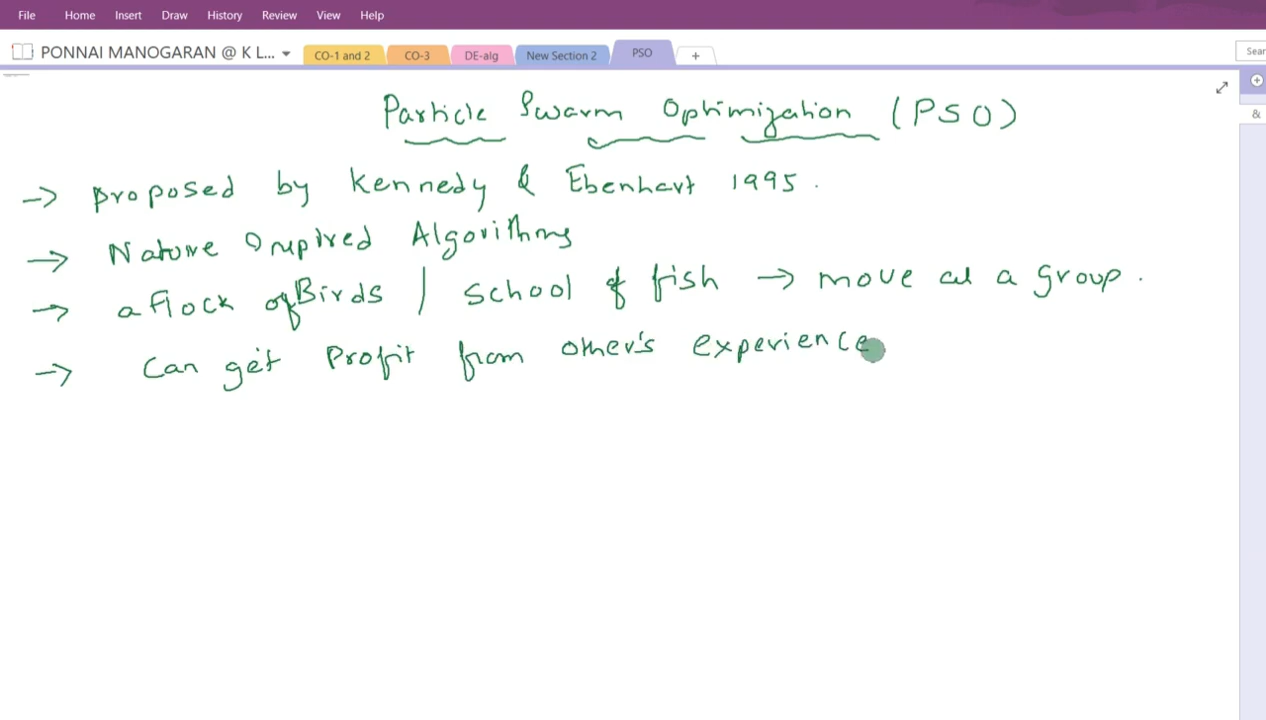 File Home Insert Draw History Review View Help
PONNAI MANOGARAN @ K L... CO-1 and 2 CO-3 DE-alg New Section 2 PSO + Sear
Particle Swarm Optimization (PSO)
&
→ proposed by Kennedy & Ebenhart 1995.
→ Nature Inspired Algorithms
→ a flock of Birds / School of fish → move as a group.
→ Can get Profit from other's experience